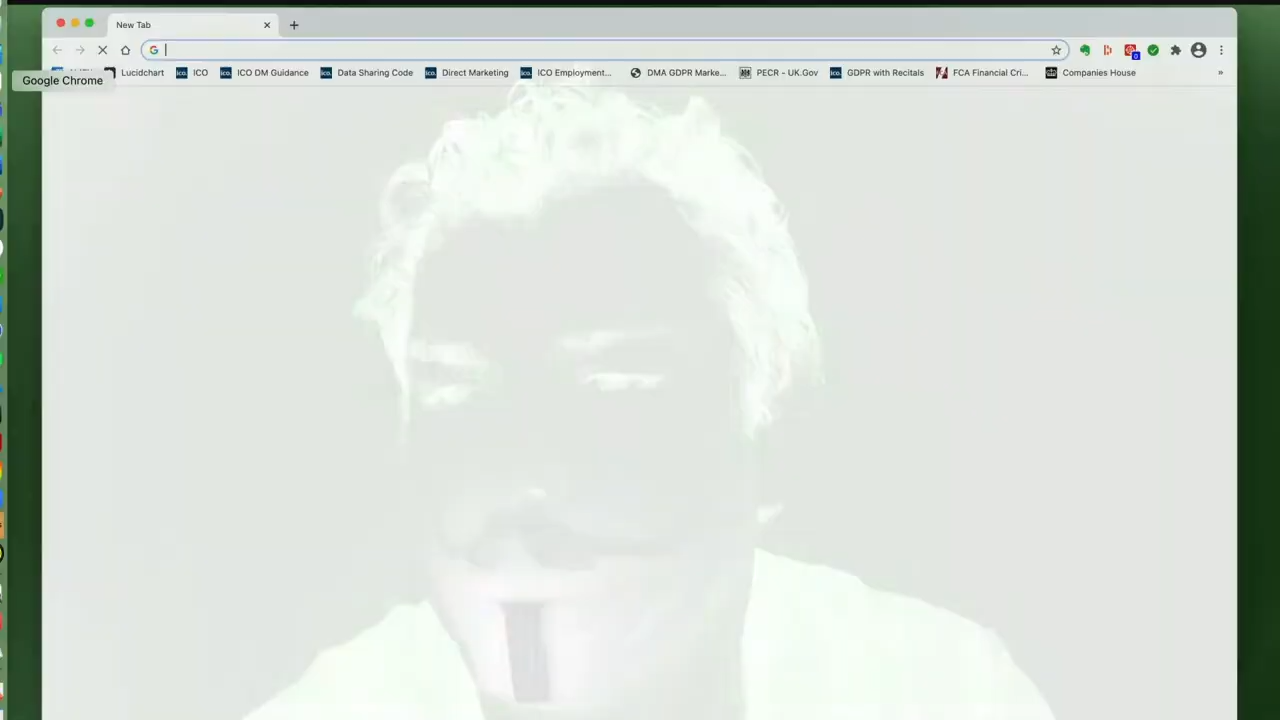 New Tab
Google Chrome
Lucidchart ICO ICO DM Guidance Data Sharing Code Direct Marketing ICO Employment... DMA GDPR Marke... PECR - UK.Gov GDPR with Recitals FCA Financial Cri... Companies House »